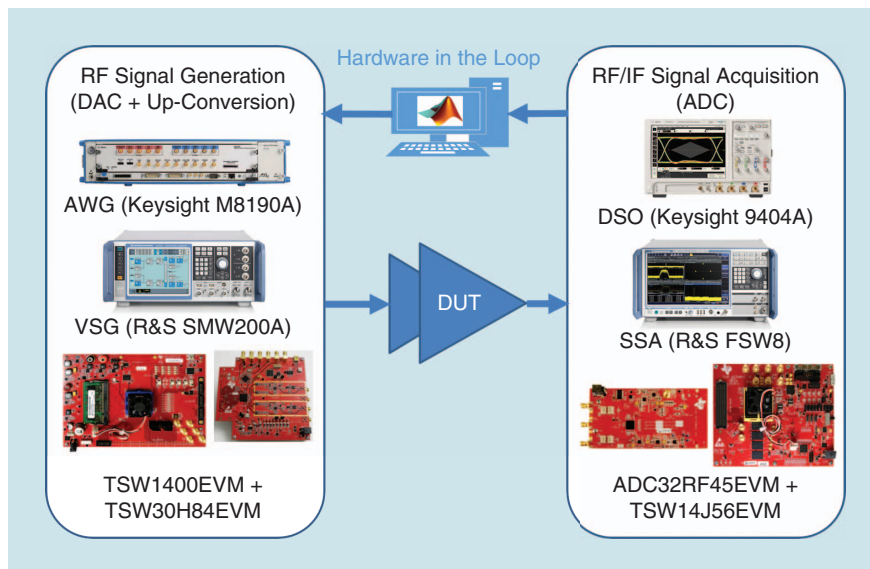 Hardware in the Loop
RF Signal Generation
(DAC + Up-Conversion)
AWG (Keysight M8190A)
VSG (R&S SMW200A)
TSW1400EVM +
TSW30H84EVM
DUT
RF/IF Signal Acquisition
(ADC)
DSO (Keysight 9404A)
SSA (R&S FSW8)
ADC32RF45EVM +
TSW14J56EVM